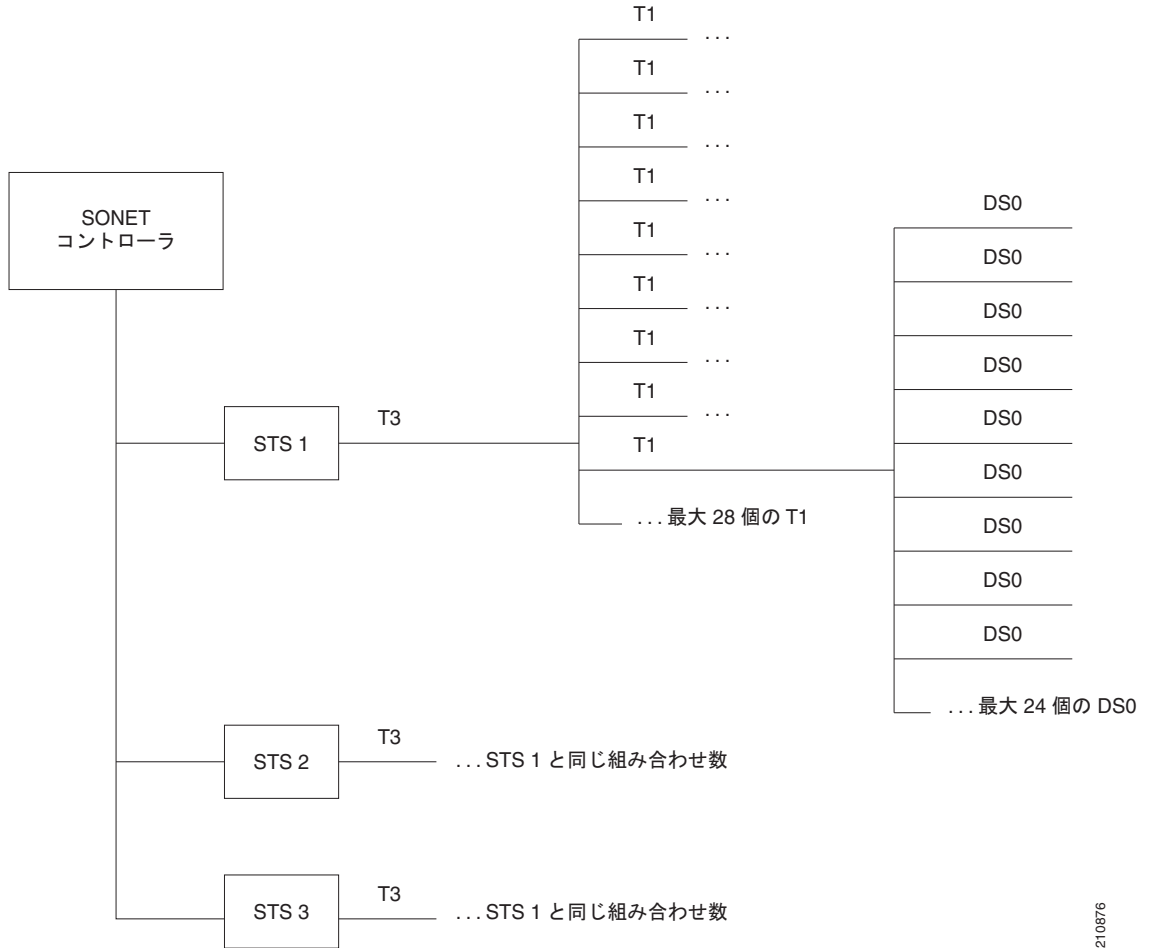 T1
...
T1
...
T1
...
T1
...
T1
...
T1
...
T1
...
T1
...
T1
... 最大 28 個の T1
SONET
コントローラ
STS 1
T3
DS0
DS0
DS0
DS0
DS0
DS0
DS0
DS0
DS0
... 最大 24 個の DS0
STS 2
T3
... STS 1 と同じ組み合わせ数
STS 3
T3
... STS 1 と同じ組み合わせ数
210876